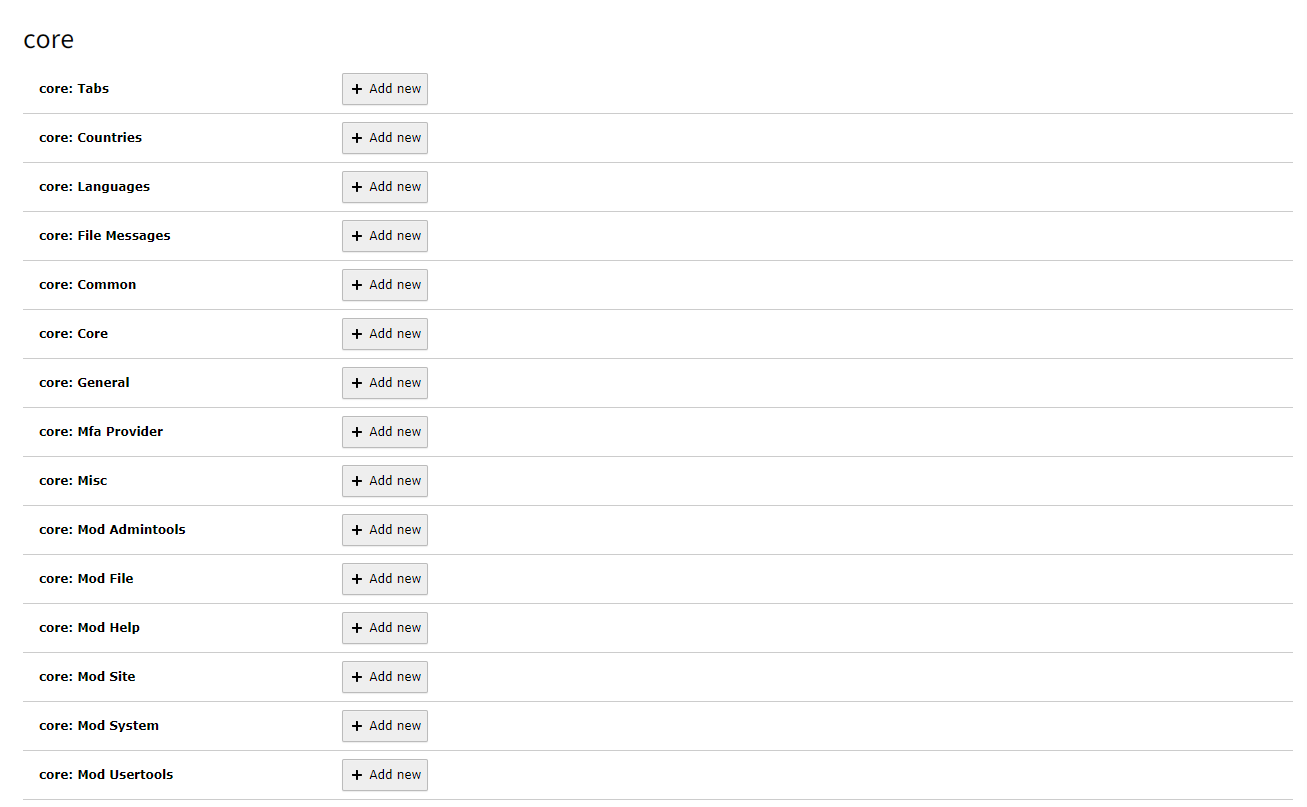 core
core: Tabs + Add new
core: Countries + Add new
core: Languages + Add new
core: File Messages + Add new
core: Common + Add new
core: Core + Add new
core: General + Add new
core: Mfa Provider + Add new
core: Misc + Add new
core: Mod Admintools + Add new
core: Mod File + Add new
core: Mod Help + Add new
core: Mod Site + Add new
core: Mod System + Add new
core: Mod Usertools + Add new